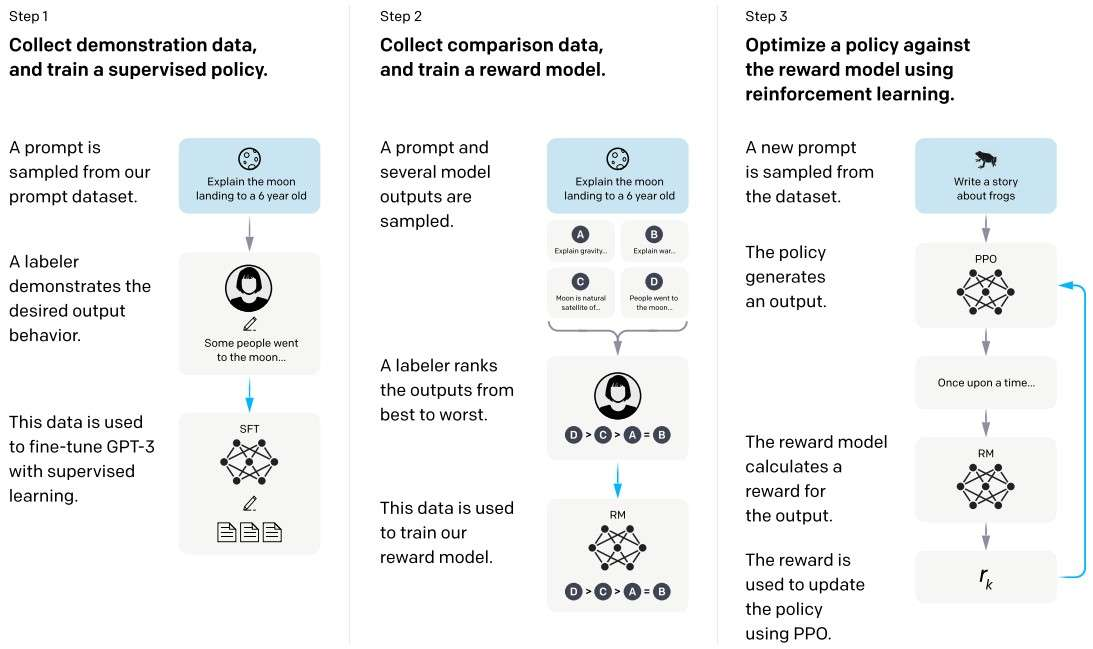 Step 1
Collect demonstration data,
and train a supervised policy.
A prompt is
sampled from our
prompt dataset.
Explain the moon
landing to a 6 year old
A labeler
demonstrates the
desired output
behavior.
Some people went
to the moon...
This data is used
to fine-tune GPT-3
with supervised
learning.
SFT
Step 2
Collect comparison data,
and train a reward model.
A prompt and
several model
outputs are
sampled.
Explain the moon
landing to a 6 year old
A
Explain gravity...
B
Explain war...
C
Moon is natural
satellite of...
D
People went to
the moon...
A labeler ranks
the outputs from
best to worst.
D > C > A = B
This data is used
to train our
reward model.
RM
D > C > A = B
Step 3
Optimize a policy against
the reward model using
reinforcement learning.
A new prompt
is sampled from
the dataset.
Write a story
about frogs
The policy
generates
an output.
PPO
Once upon a time...
The reward model
calculates a
reward for
the output.
RM
The reward is
used to update
the policy
using PPO.
rₖ